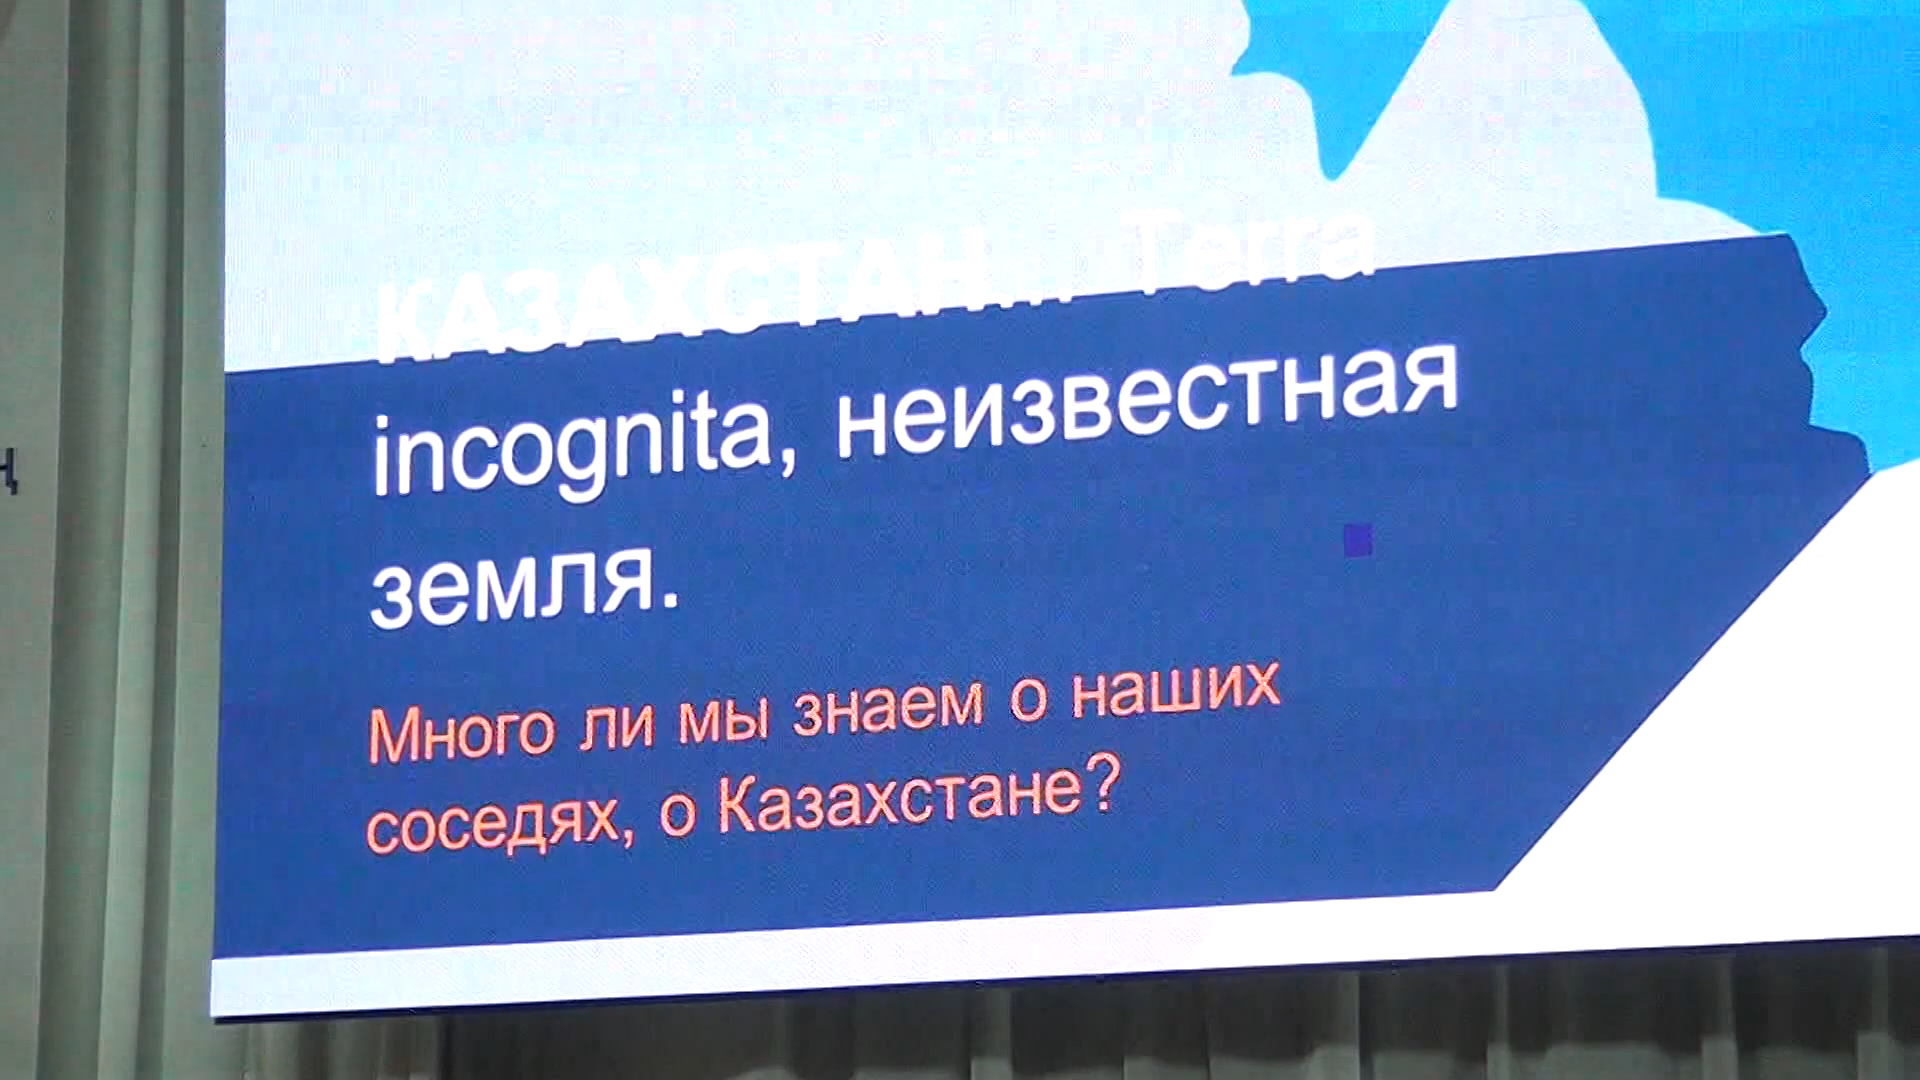 КАЗАХСТАН ... Terra
incognita, неизвестная
земля.
Много ли мы знаем о наших
соседях, о Казахстане?